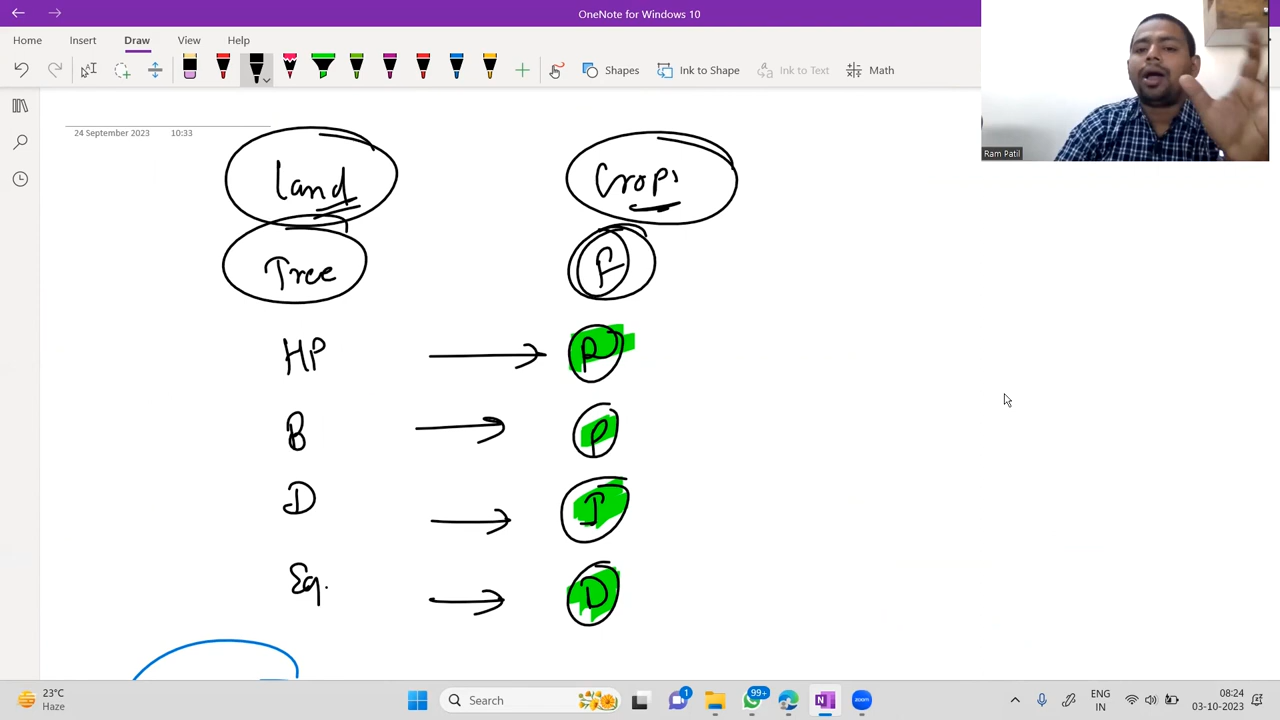 OneNote for Windows 10
Home Insert Draw View Help
Shapes Ink to Shape Ink to Text Math
24 September 2023 10:33
Ram Patil
Land Crops
Tree F
HP → R
B → P
D → I
Eq. → D
23°C
Haze
Search
1
99+
zoom
ENG
IN
08:24
03-10-2023